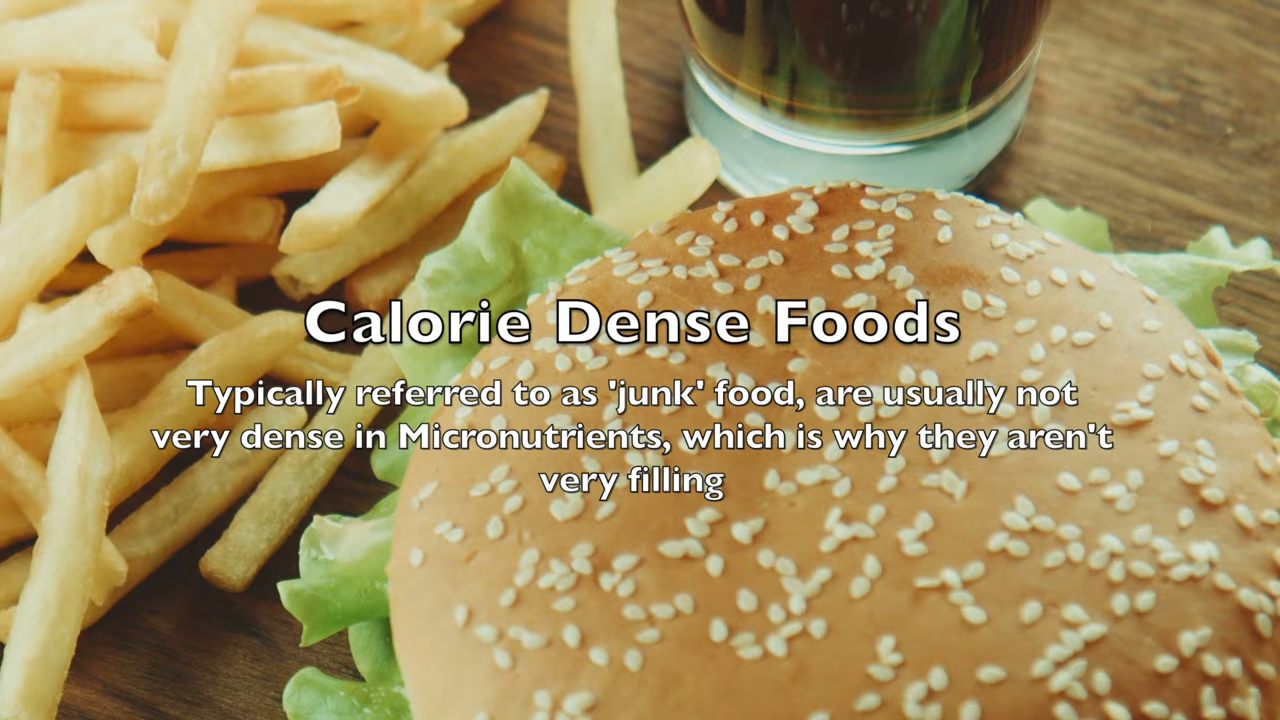 Calorie Dense Foods
Typically referred to as 'junk' food, are usually not
very dense in Micronutrients, which is why they aren't
very filling